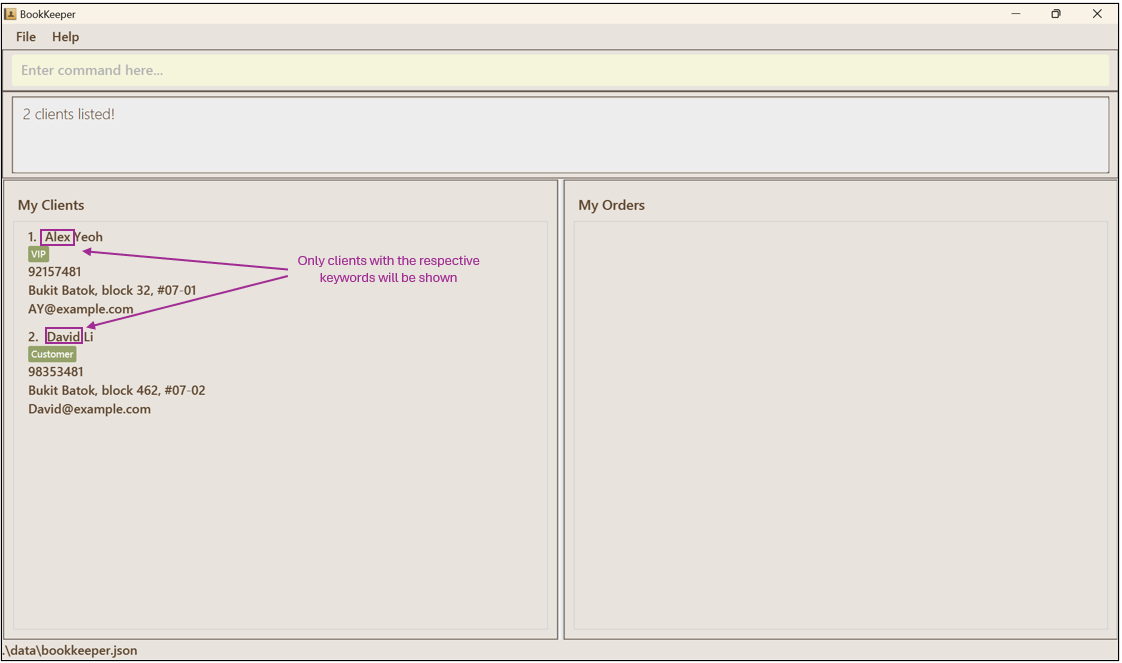 BookKeeper
File Help
Enter command here...
2 clients listed!
My Clients
1. Alex Yeoh
VIP
92157481
Bukit Batok, block 32, #07-01
AY@example.com
2. David Li
Customer
98353481
Bukit Batok, block 462, #07-02
David@example.com
Only clients with the respective
keywords will be shown
My Orders
.\data\bookkeeper.json